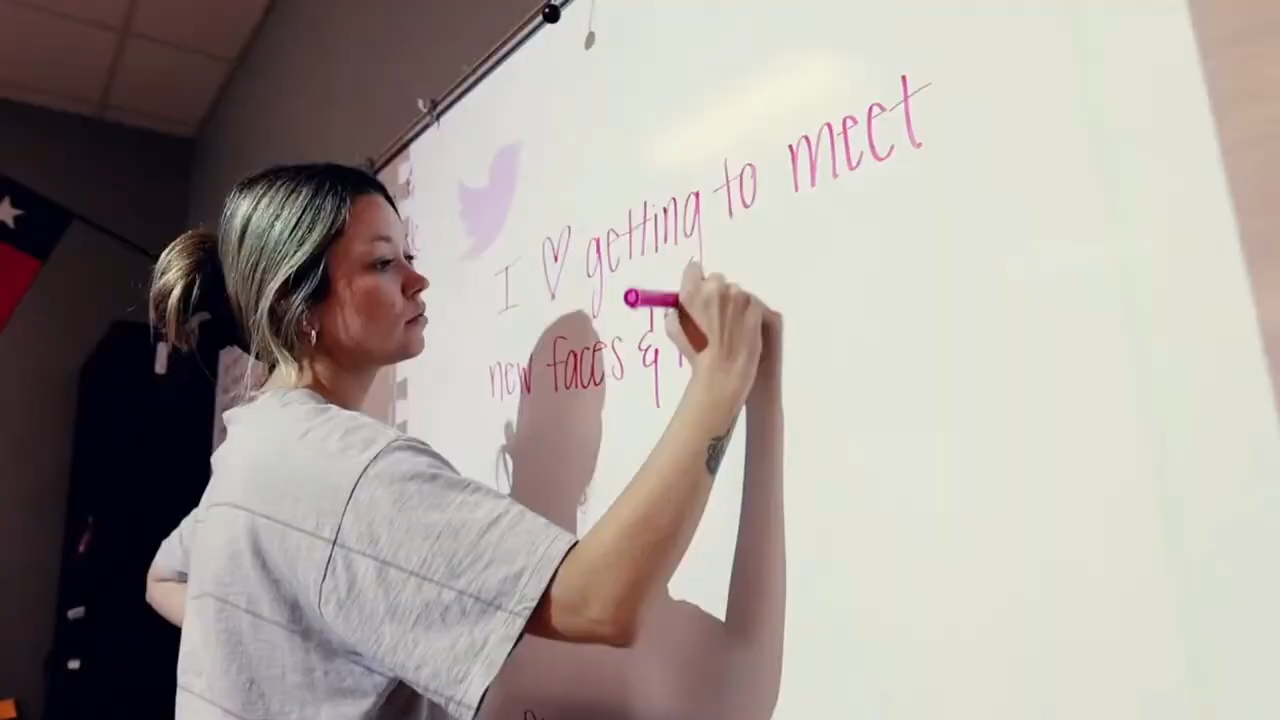 I ♡ getting to meet
new faces &